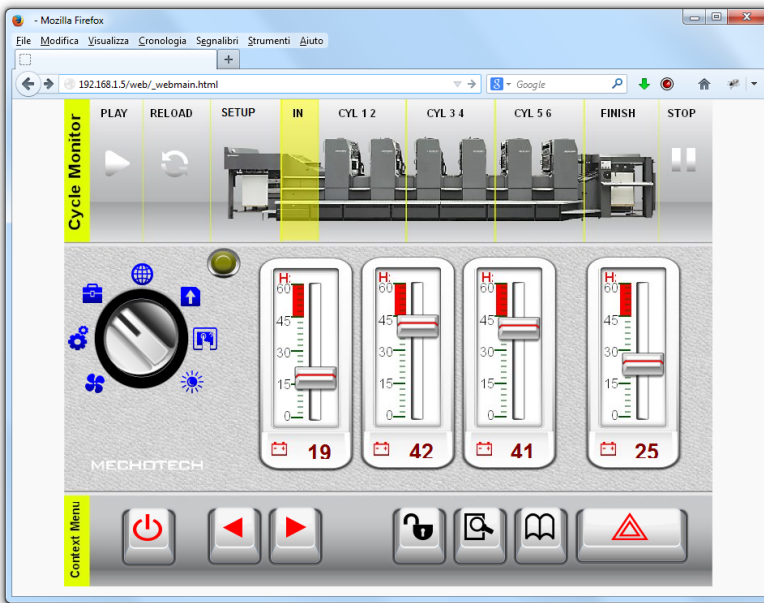 - Mozilla Firefox
File Modifica Visualizza Cronologia Segnalibri Strumenti Aiuto
+
192.168.1.5/web/_webmain.html
8 Google
Cycle Monitor
PLAY RELOAD SETUP IN CYL 1 2 CYL 3 4 CYL 5 6 FINISH STOP
H: H: H: H:
60 60 60 60
45 45 45 45
30 30 30 30
15 15 15 15
0 0 0 0
19 42 41 25
MECHOTECH
Context Menu